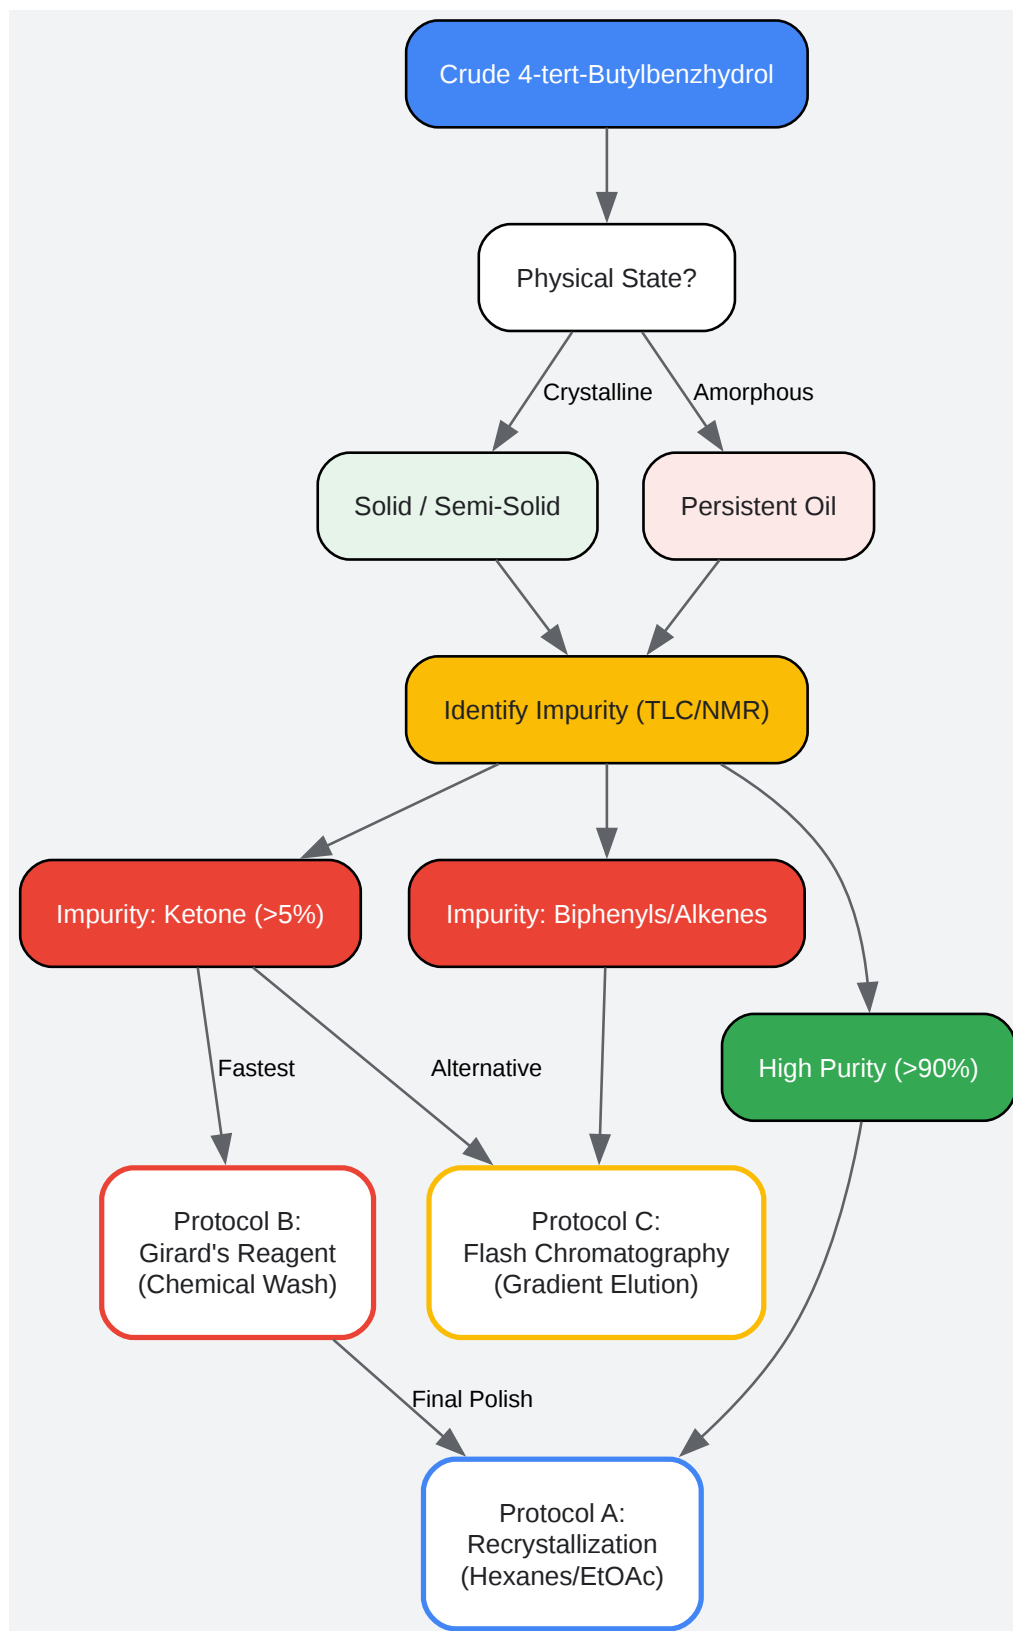 Crude 4-tert-Butylbenzhydrol
Physical State?
Crystalline
Amorphous
Solid / Semi-Solid
Persistent Oil
Identify Impurity (TLC/NMR)
Impurity: Ketone (>5%)
Impurity: Biphenyls/Alkenes
High Purity (>90%)
Fastest
Alternative
Protocol B:
Girard's Reagent
(Chemical Wash)
Protocol C:
Flash Chromatography
(Gradient Elution)
Final Polish
Protocol A:
Recrystallization
(Hexanes/EtOAc)